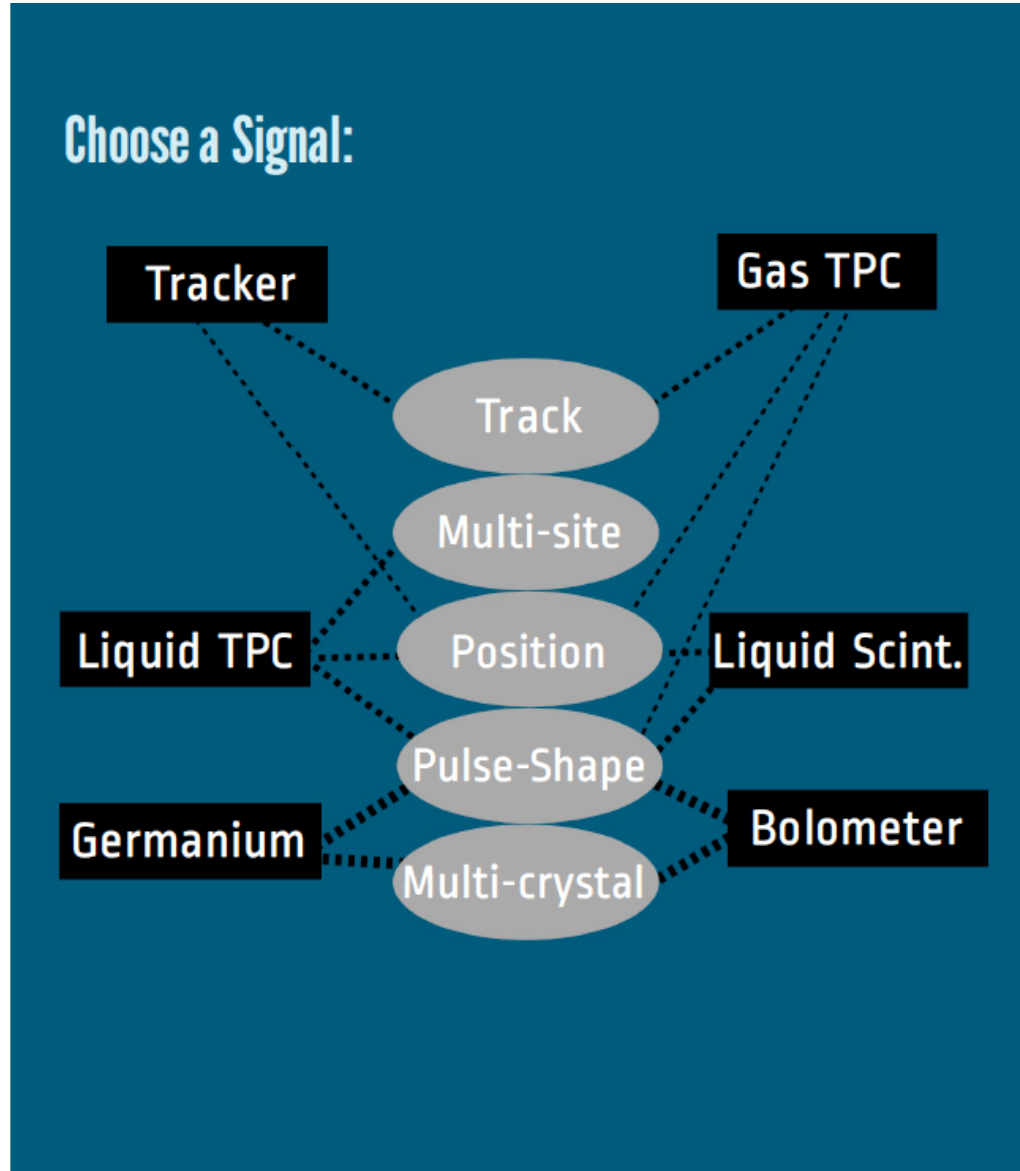 Choose a Signal:
Tracker
Gas TPC
Track
Multi-site
Liquid TPC
Position
Liquid Scint.
Pulse-Shape
Germanium
Bolometer
Multi-crystal